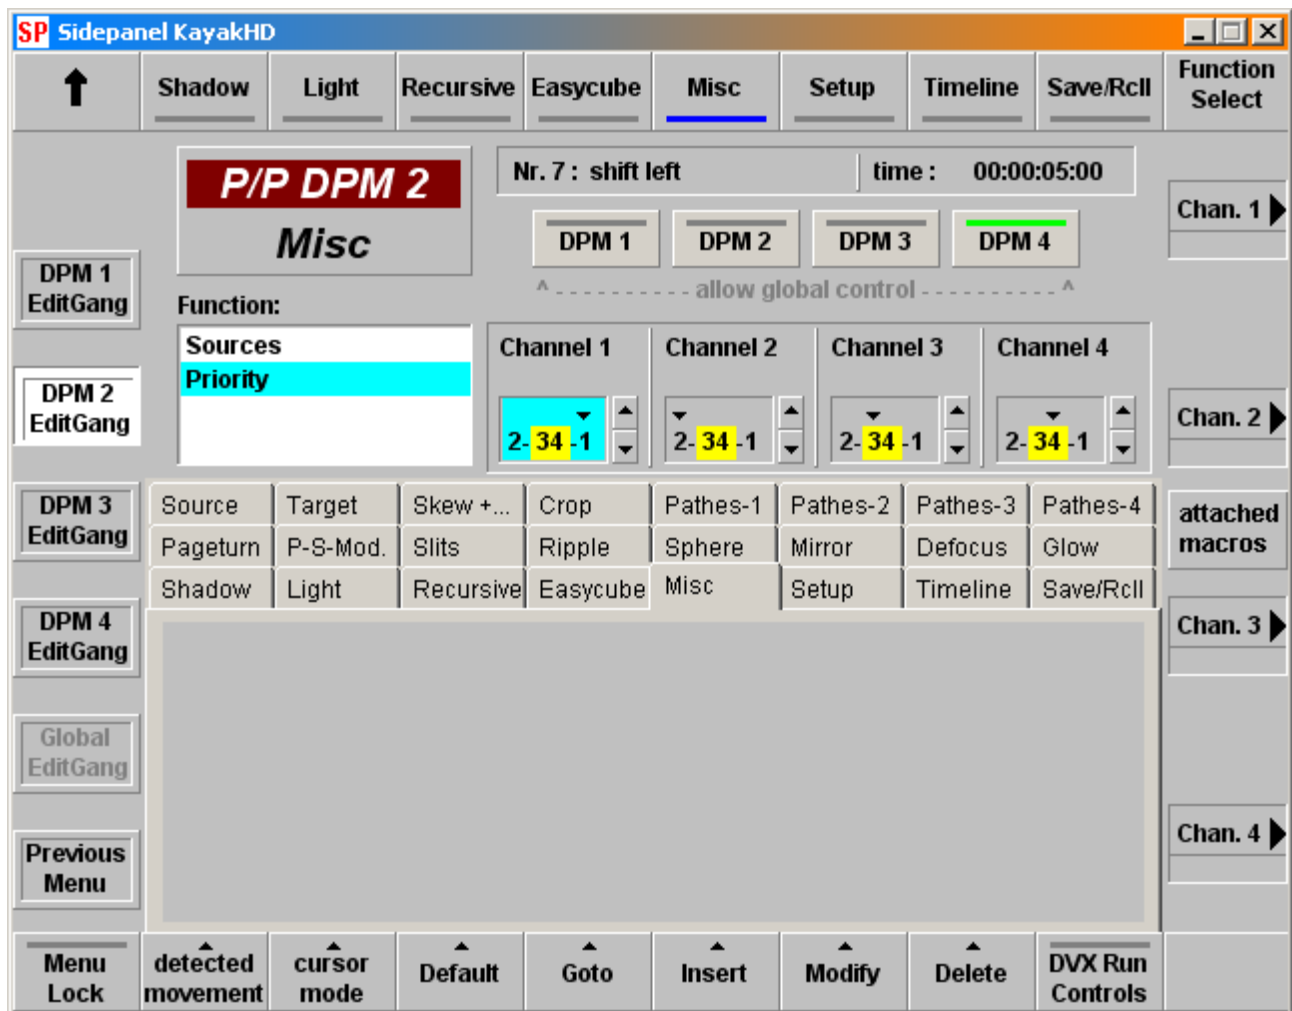 SP Sidepanel KayakHD
Shadow Light Recursive Easycube Misc Setup Timeline Save/Rcll Function Select
P/P DPM 2
Misc
Nr. 7 : shift left time : 00:00:05:00
DPM 1 DPM 2 DPM 3 DPM 4
^ - - - - - - - - - - allow global control - - - - - - - - - - ^
Chan. 1
DPM 1
EditGang
Function:
Sources
Priority
Channel 1 Channel 2 Channel 3 Channel 4
2-34-1 2-34-1 2-34-1 2-34-1
DPM 2
EditGang
Chan. 2
DPM 3
EditGang
Source Target Skew +... Crop Pathes-1 Pathes-2 Pathes-3 Pathes-4
Pageturn P-S-Mod. Slits Ripple Sphere Mirror Defocus Glow
Shadow Light Recursive Easycube Misc Setup Timeline Save/Rcll
attached
macros
DPM 4
EditGang
Chan. 3
Global
EditGang
Previous
Menu
Chan. 4
Menu
Lock
detected
movement
cursor
mode
Default
Goto
Insert
Modify
Delete
DVX Run
Controls